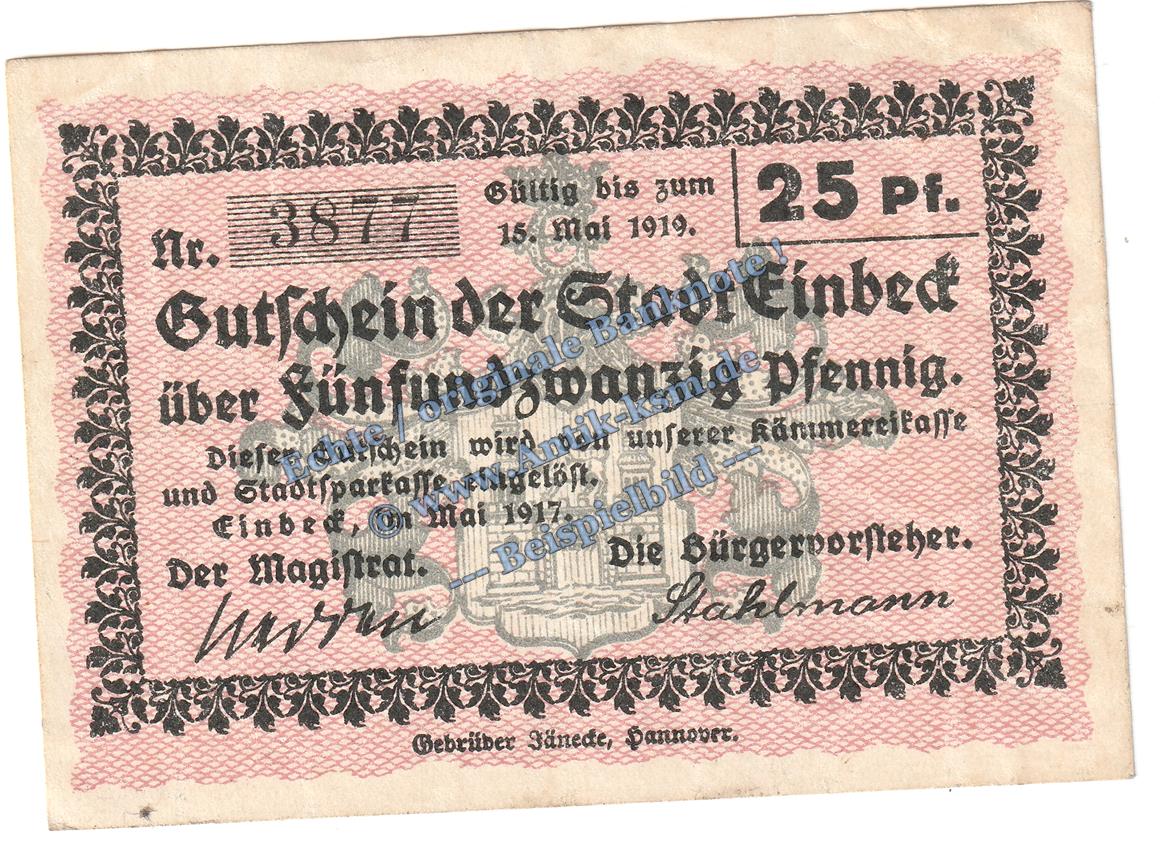 Nr. 3877
Gültig bis zum
15. Mai 1919.
25 Pf.
Gutschein der Stadt Einbeck
über Fünfundzwanzig Pfennig.
Dieser Gutschein wird von unserer Kämmereikasse
und Stadtsparkasse eingelöst.
Einbeck, im Mai 1917.
Der Magistrat.
Die Bürgervorsteher.
Stahlmann
Gebrüder Jänecke, Hannover.
Echte / originale Banknote !
© www.Antik-ksm.de
--- Beispielbild ---